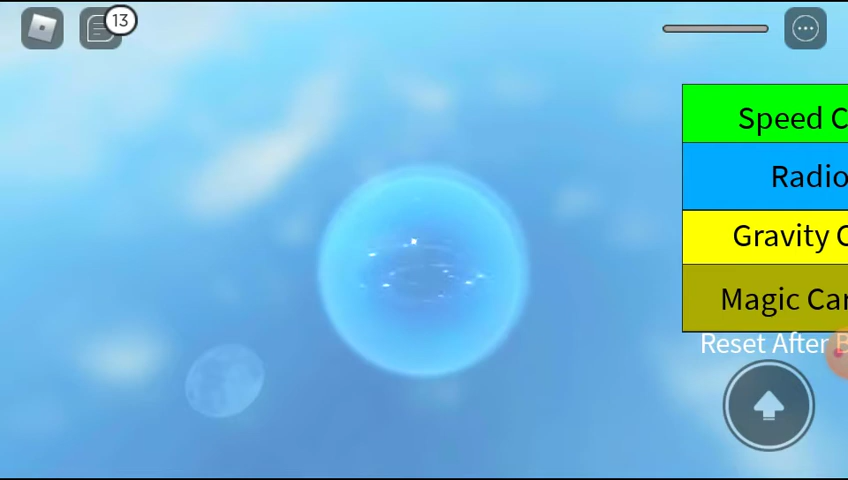 13
Speed C
Radio
Gravity C
Magic Car
Reset After B